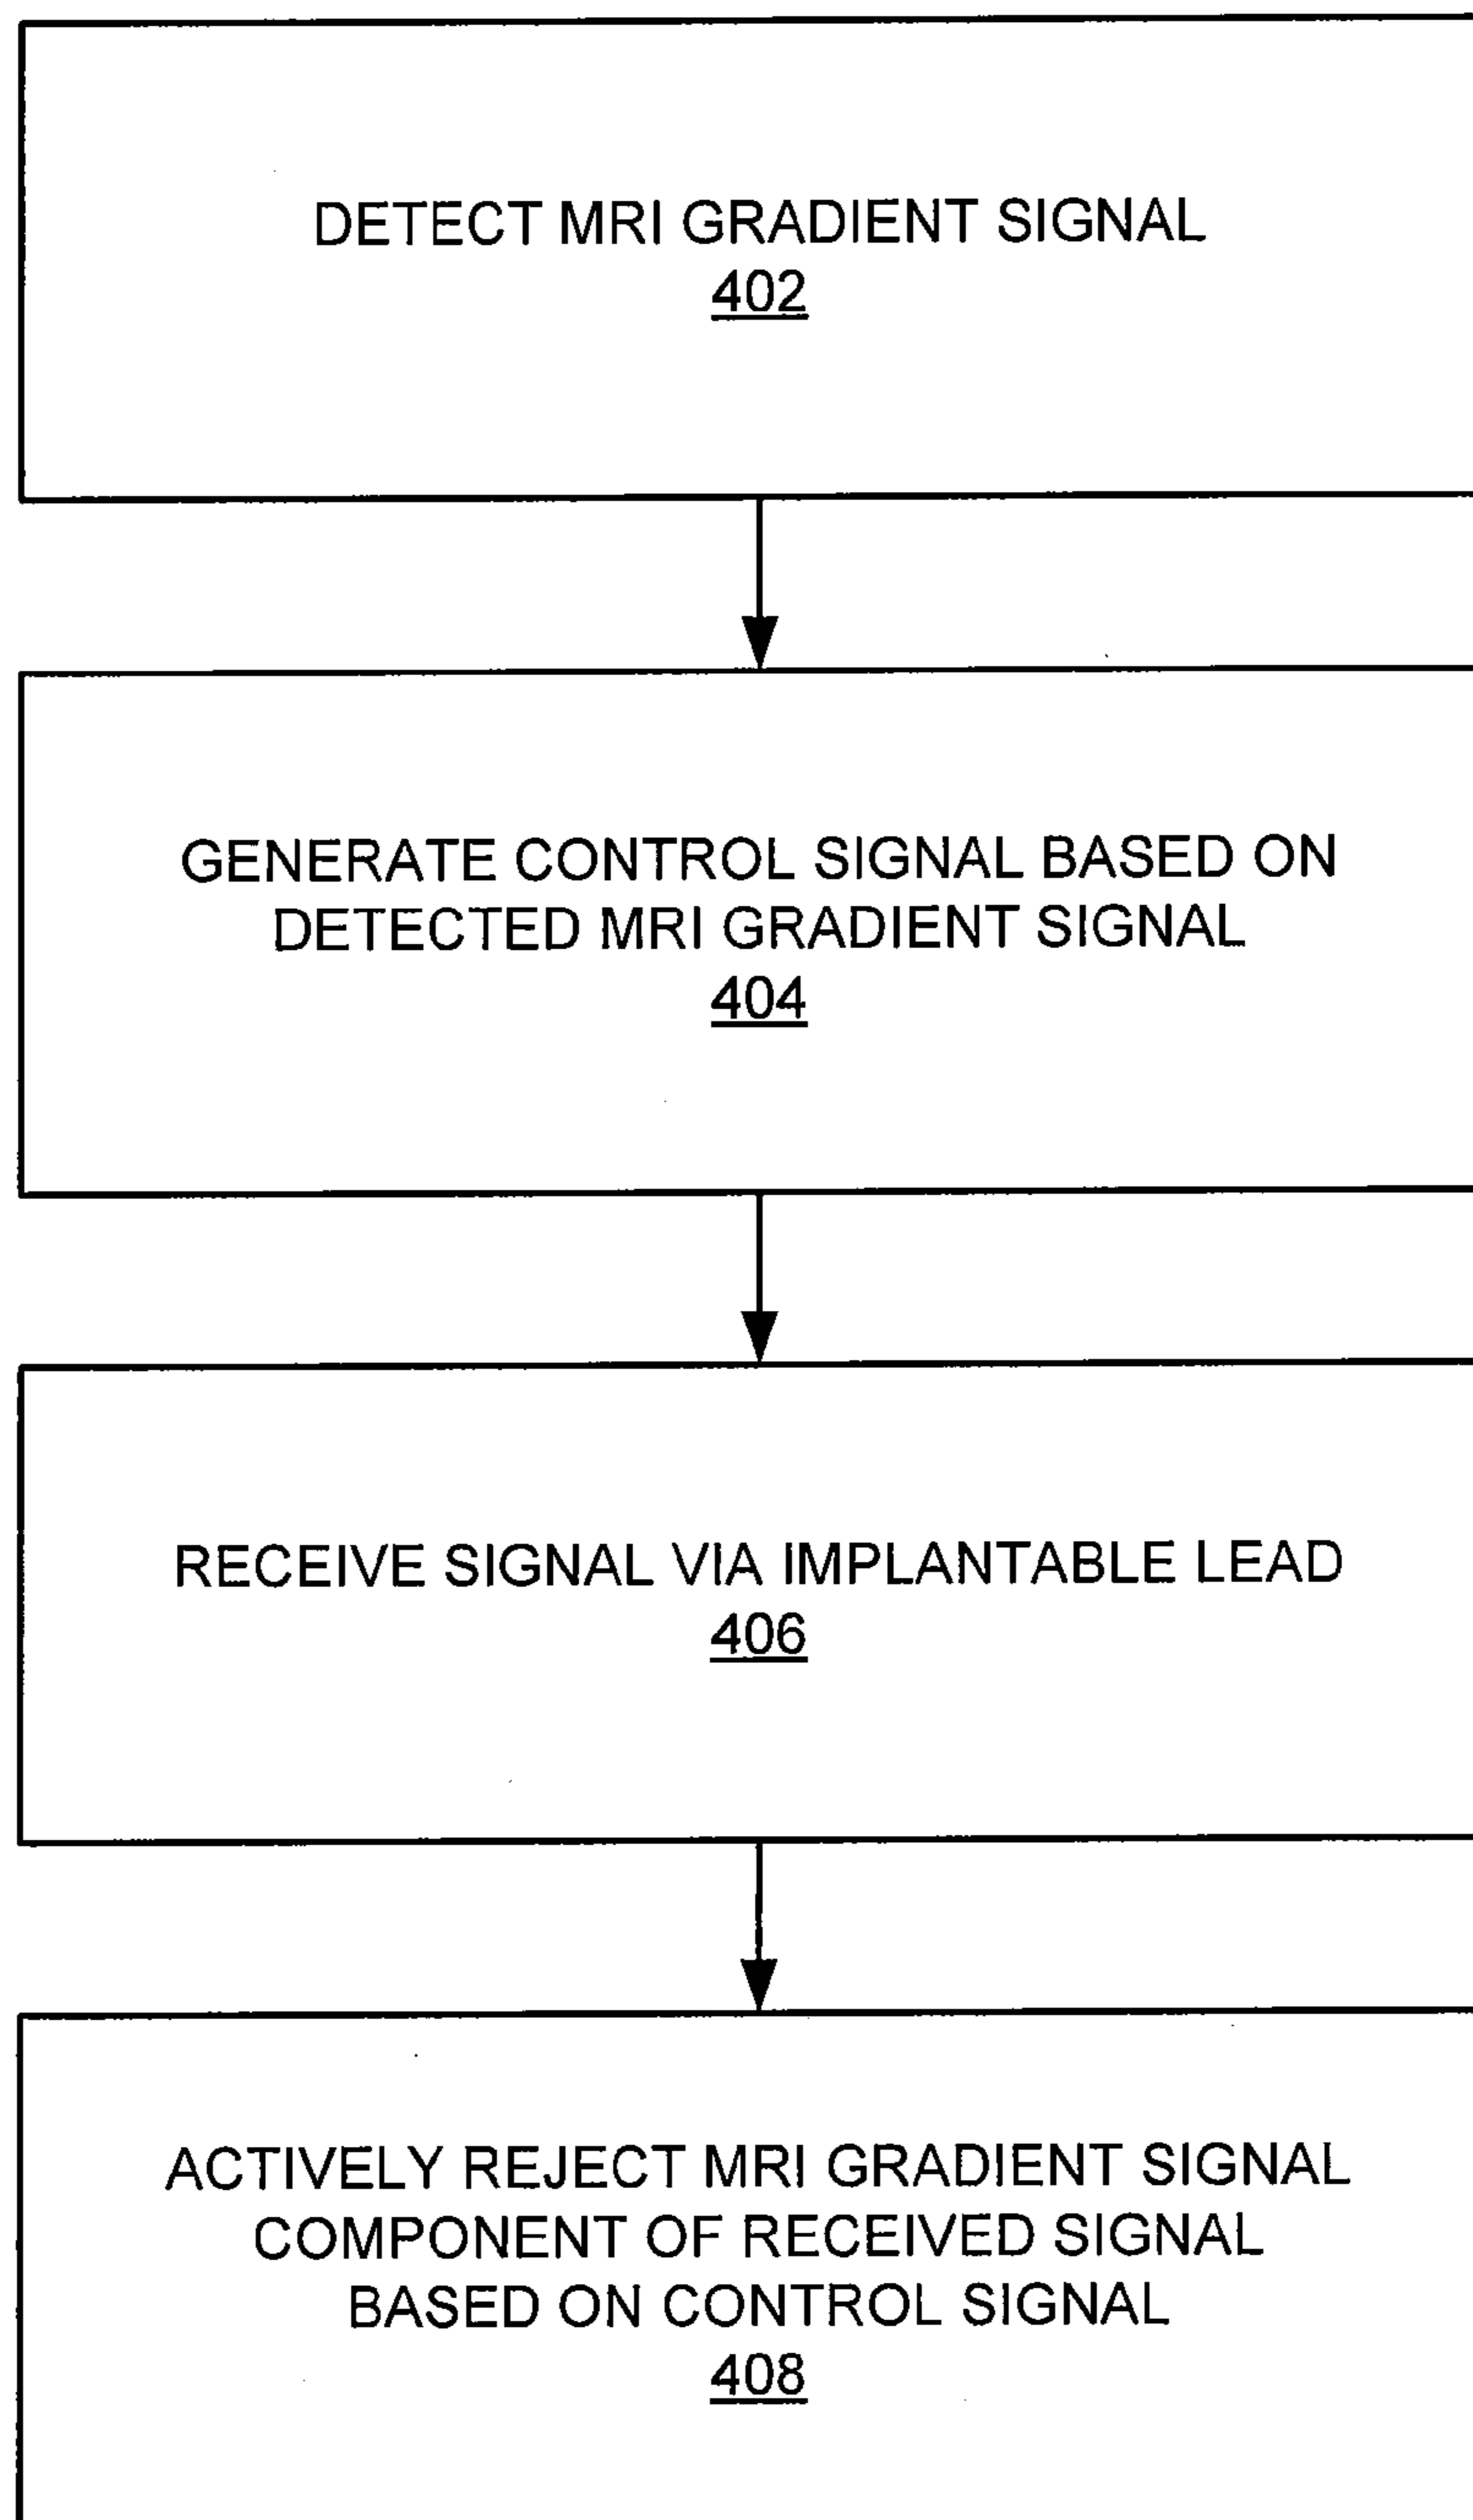 DETECT MRI GRADIENT SIGNAL
402
GENERATE CONTROL SIGNAL BASED ON
DETECTED MRI GRADIENT SIGNAL
404
RECEIVE SIGNAL VIA IMPLANTABLE LEAD
406
ACTIVELY REJECT MRI GRADIENT SIGNAL
COMPONENT OF RECEIVED SIGNAL
BASED ON CONTROL SIGNAL
408